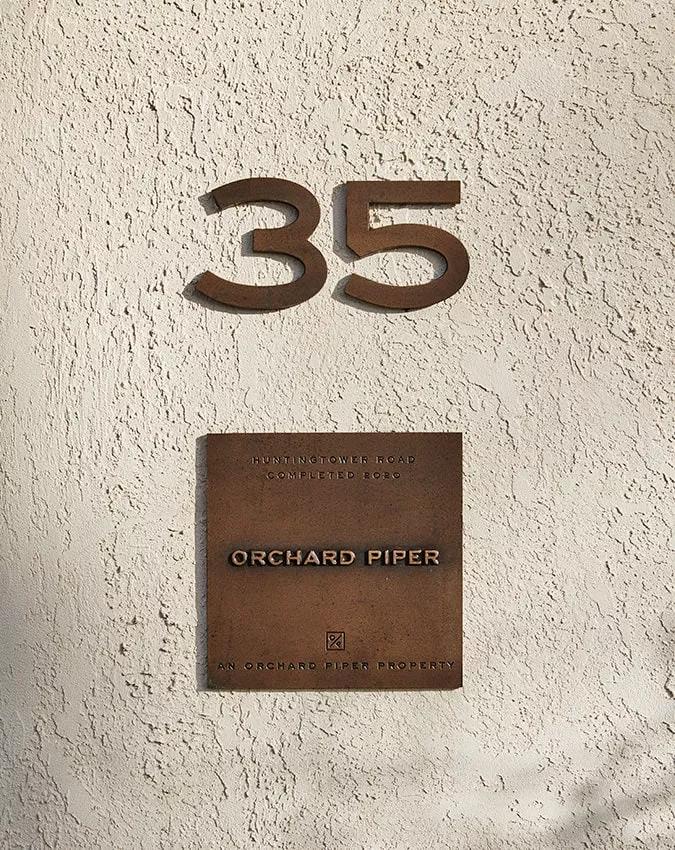 35
HUNTINGTOWER ROAD
COMPLETED 2020
ORCHARD PIPER
O/P
AN ORCHARD PIPER PROPERTY